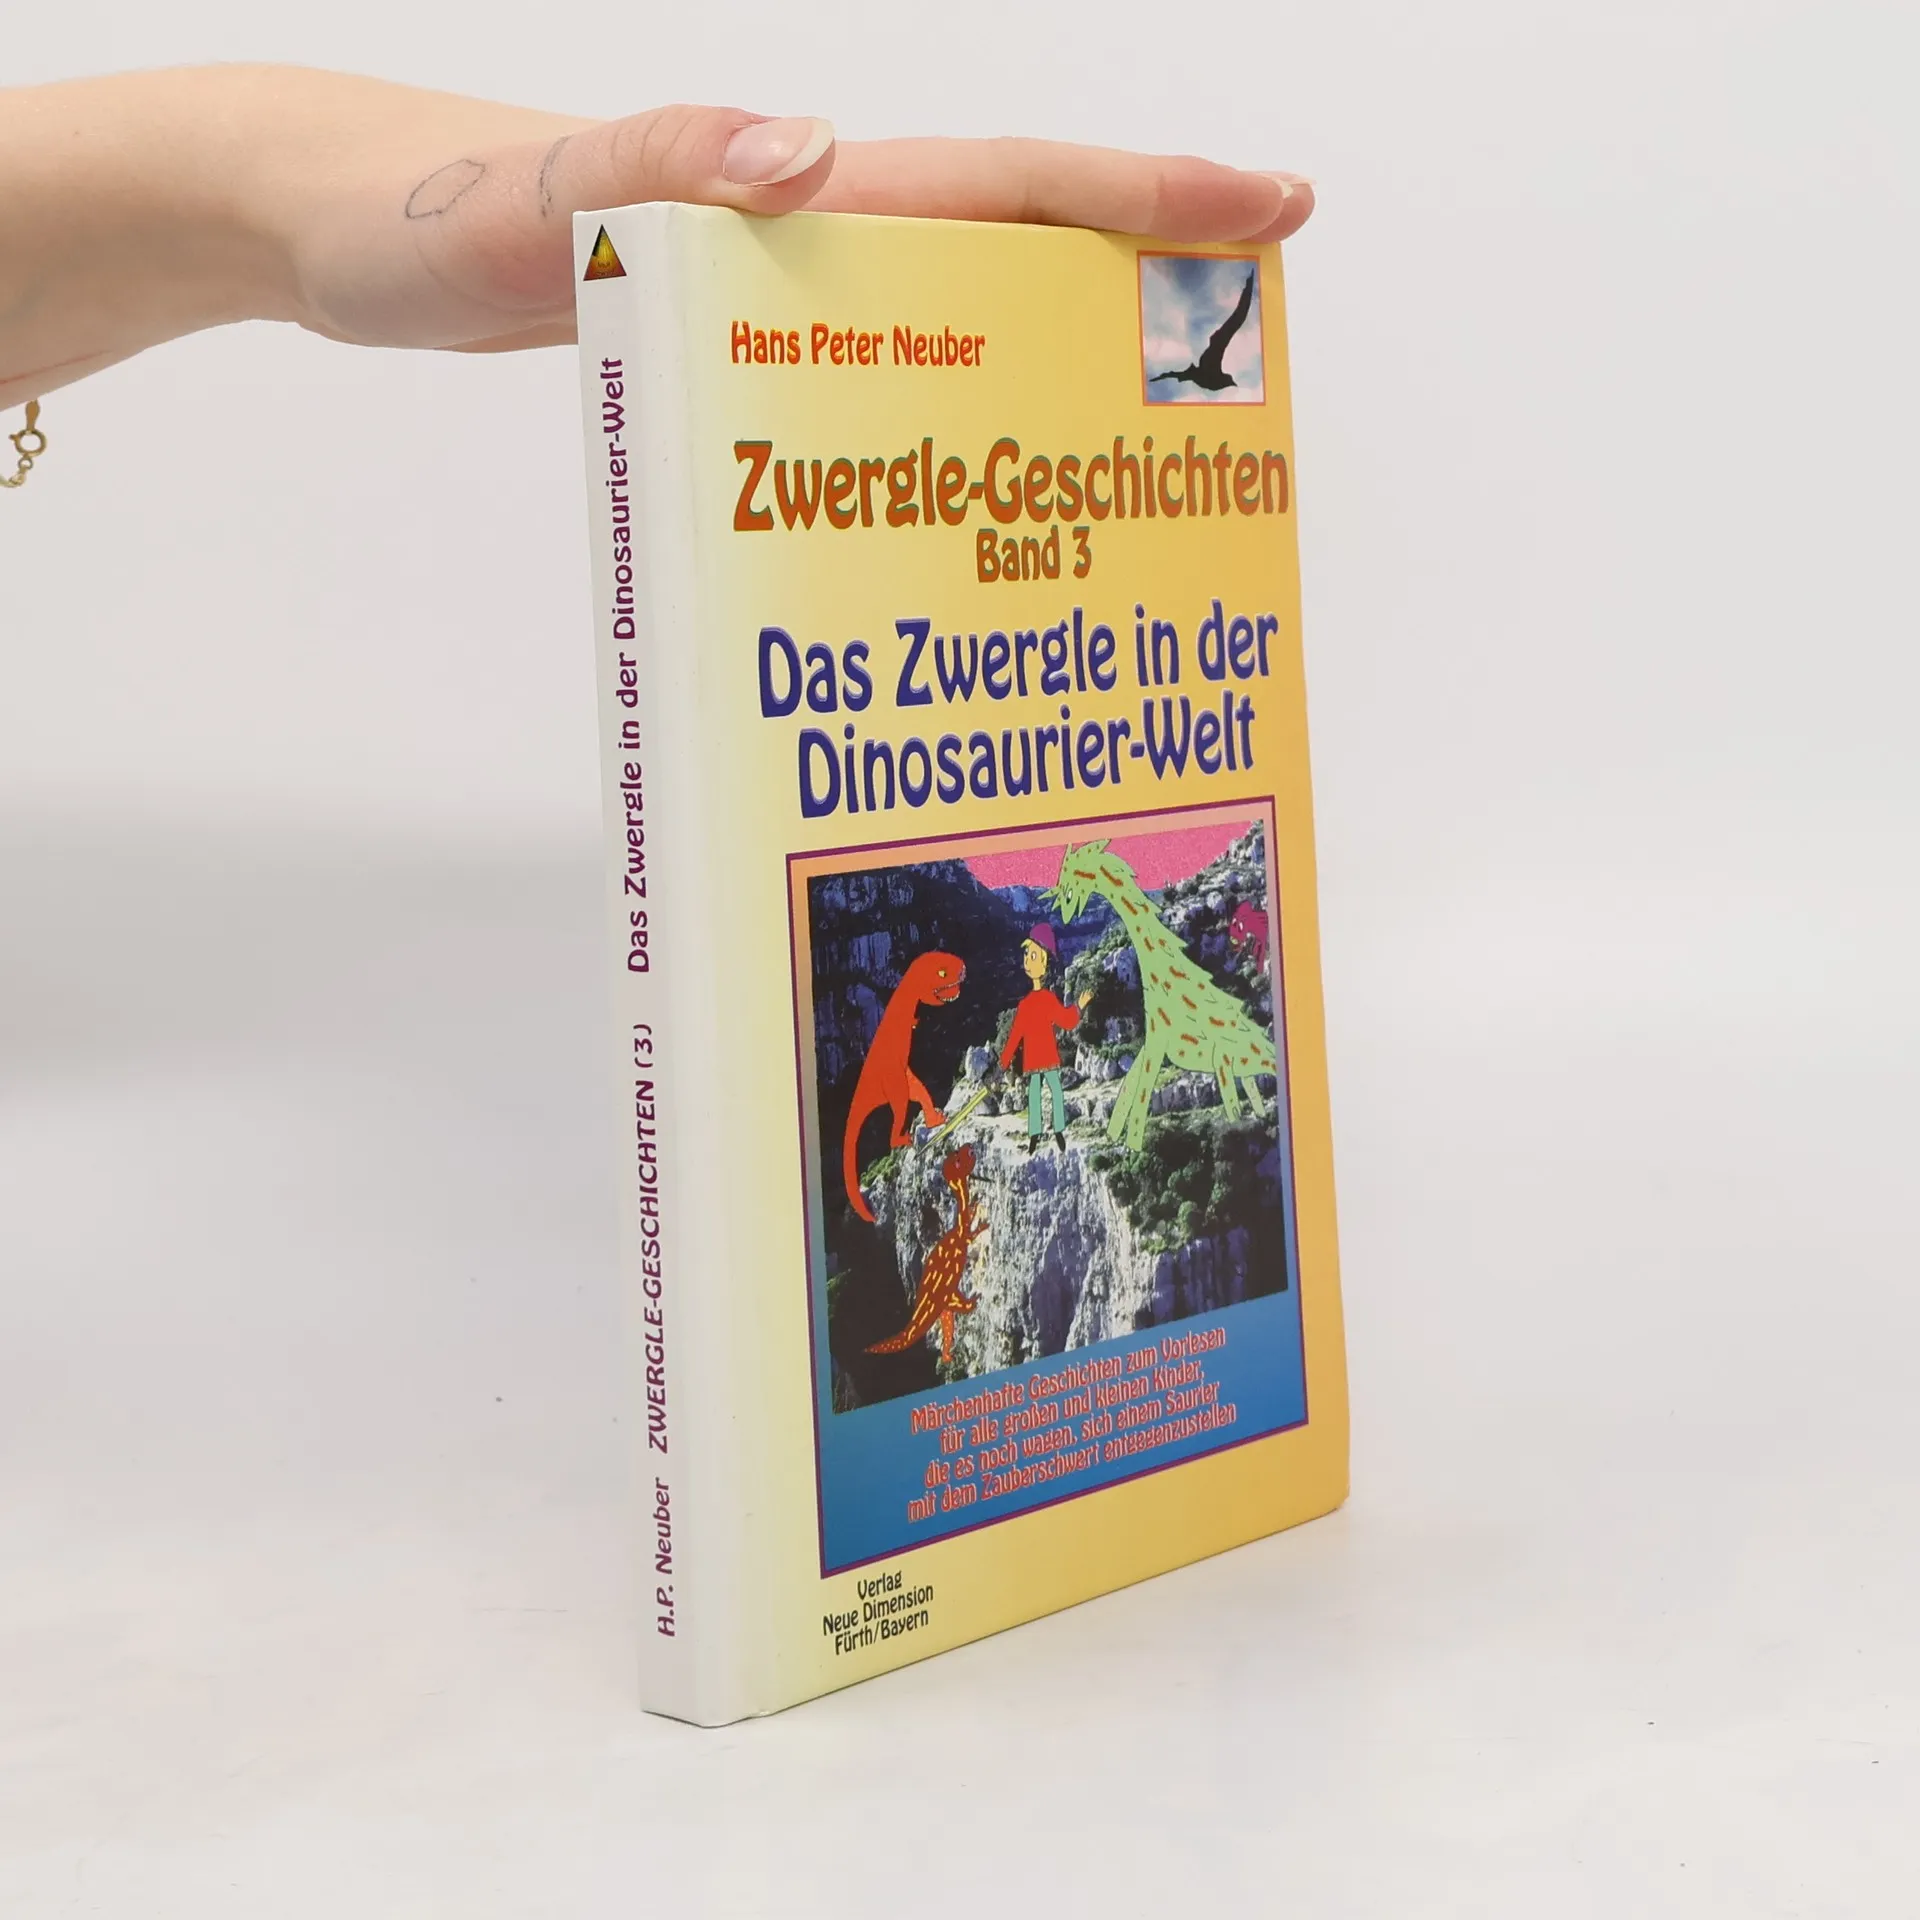 Hans Peter Neuber
Zwergle-Geschichten
Band 3
Das Zwergle in der
Dinosaurier-Welt
Märchenhafte Geschichten zum Vorlesen
für alle großen und kleinen Kinder,
die es noch wagen, sich einem Saurier
mit dem Zauberschwert entgegenzustellen
Verlag
Neue Dimension
Fürth/Bayern
H.P. Neuber ZWERGLE-GESCHICHTEN (3) Das Zwergle in der Dinosaurier-Welt